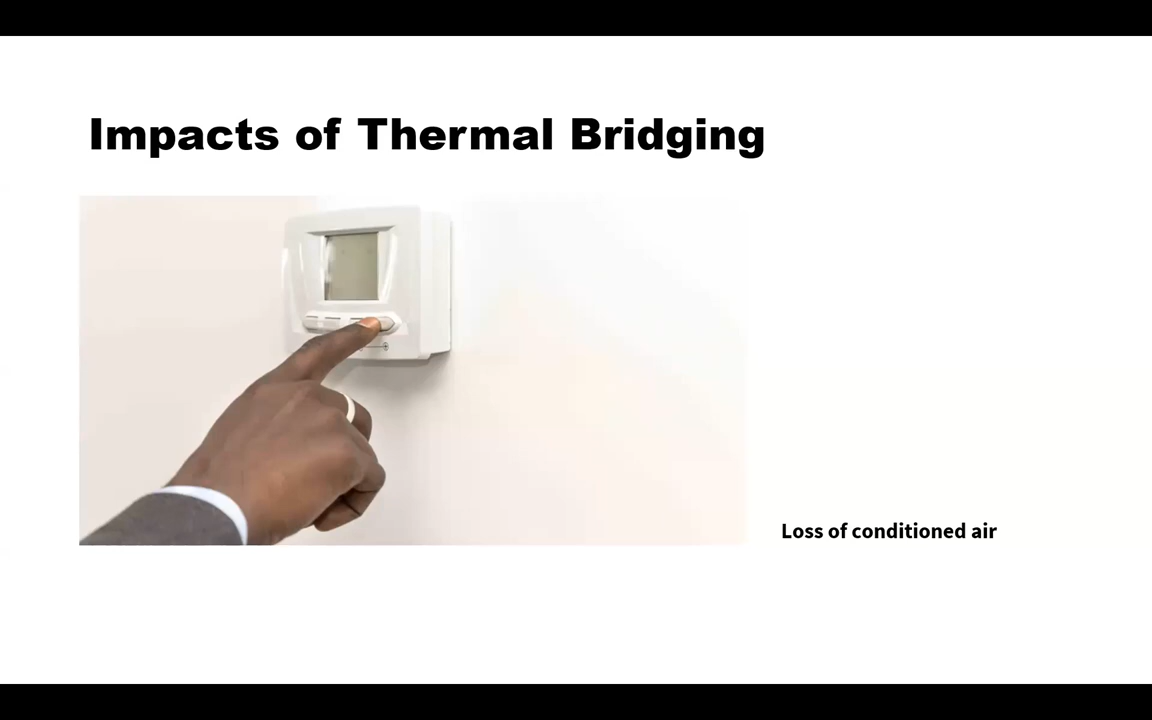 Impacts of Thermal Bridging
Loss of conditioned air